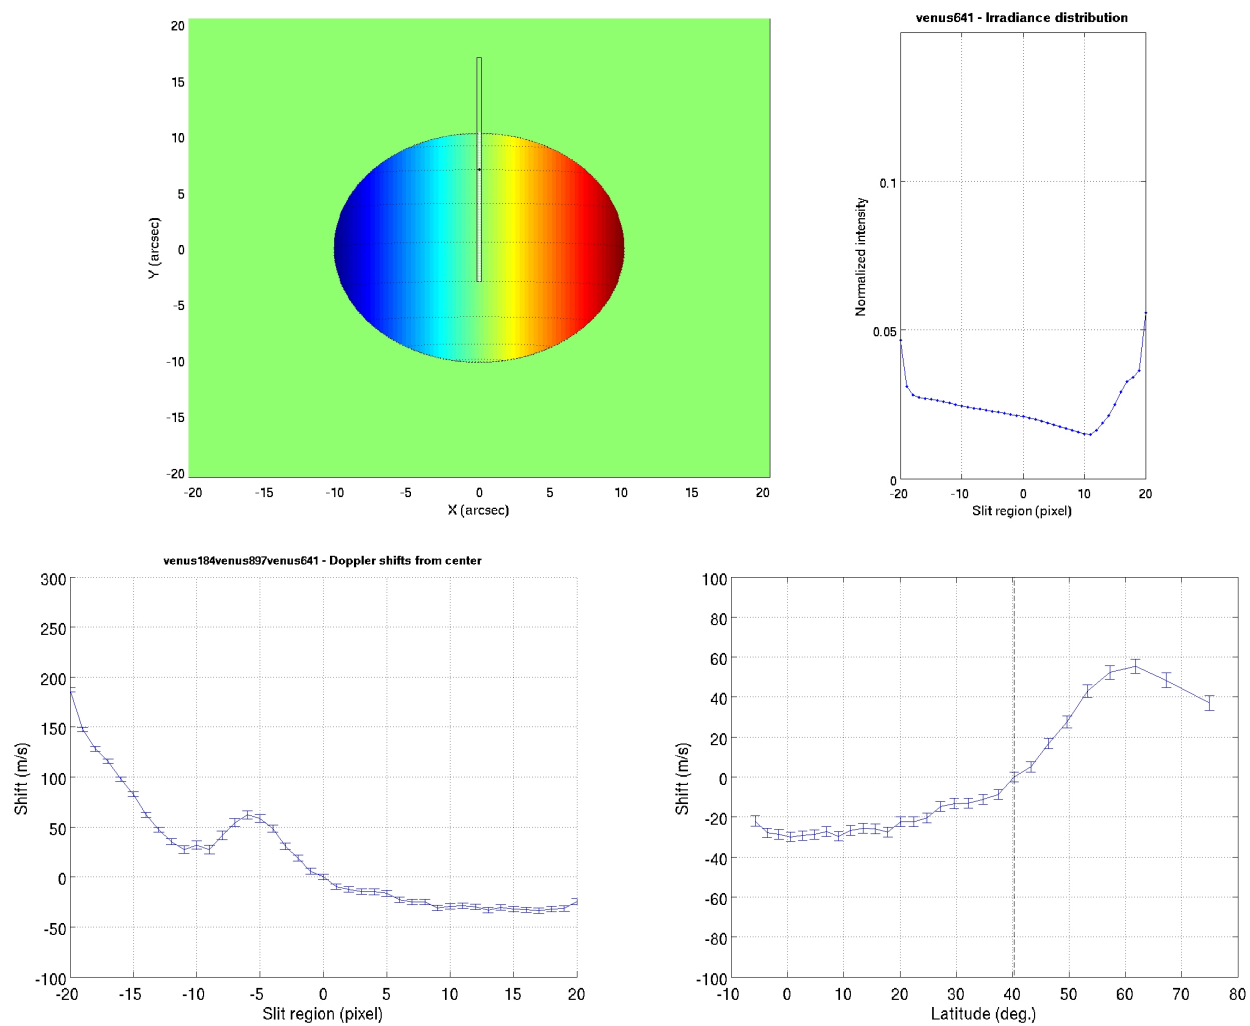 20
15
10
5
0
-5
-10
-15
-20
Y (arcsec)
-20 -15 -10 -5 0 5 10 15 20
X (arcsec)
venus641 - Irradiance distribution
0.1
0.05
0
Normalized intensity
-20 -10 0 10 20
Slit region (pixel)
venus184venus897venus641 - Doppler shifts from center
300
250
200
150
100
50
0
-50
-100
Shift (m/s)
-20 -15 -10 -5 0 5 10 15 20
Slit region (pixel)
100
80
60
40
20
0
-20
-40
-60
-80
-100
Shift (m/s)
-10 0 10 20 30 40 50 60 70 80
Latitude (deg.)